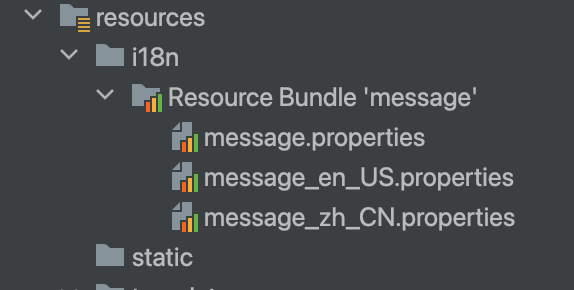 resources
i18n
Resource Bundle 'message'
message.properties
message_en_US.properties
message_zh_CN.properties
static